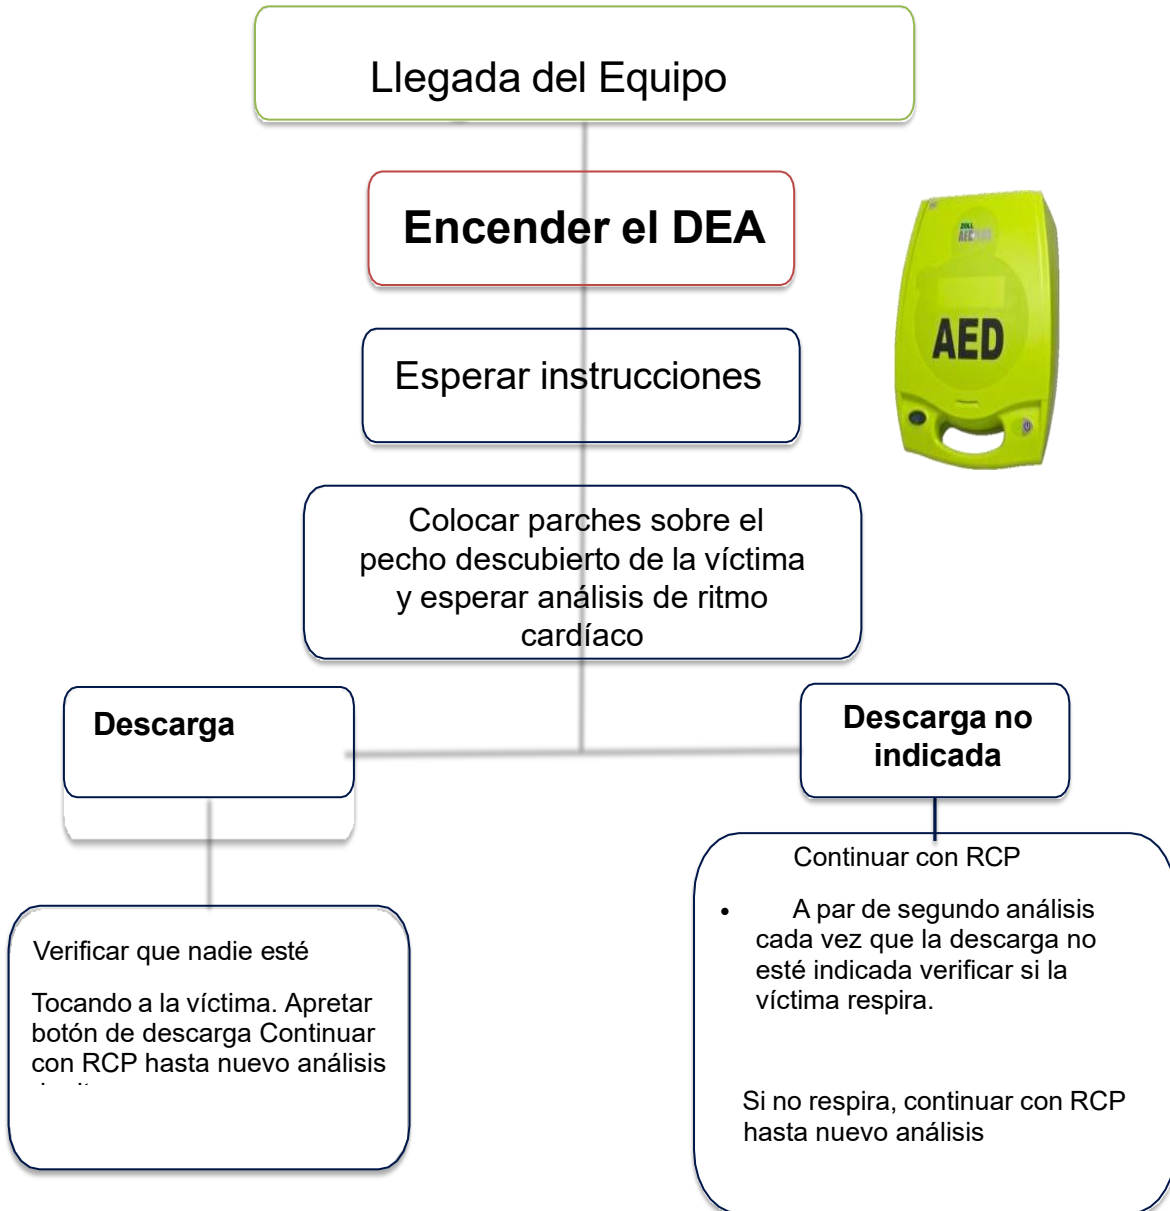 Llegada del Equipo
Encender el DEA
ZOLL
AED
Esperar instrucciones
Colocar parches sobre el
pecho descubierto de la víctima
y esperar análisis de ritmo
cardíaco
Descarga
Descarga no
indicada
Verificar que nadie esté
Tocando a la víctima. Apretar
botón de descarga Continuar
con RCP hasta nuevo análisis
Continuar con RCP
• A par de segundo análisis
cada vez que la descarga no
esté indicada verificar si la
víctima respira.
Si no respira, continuar con RCP
hasta nuevo análisis